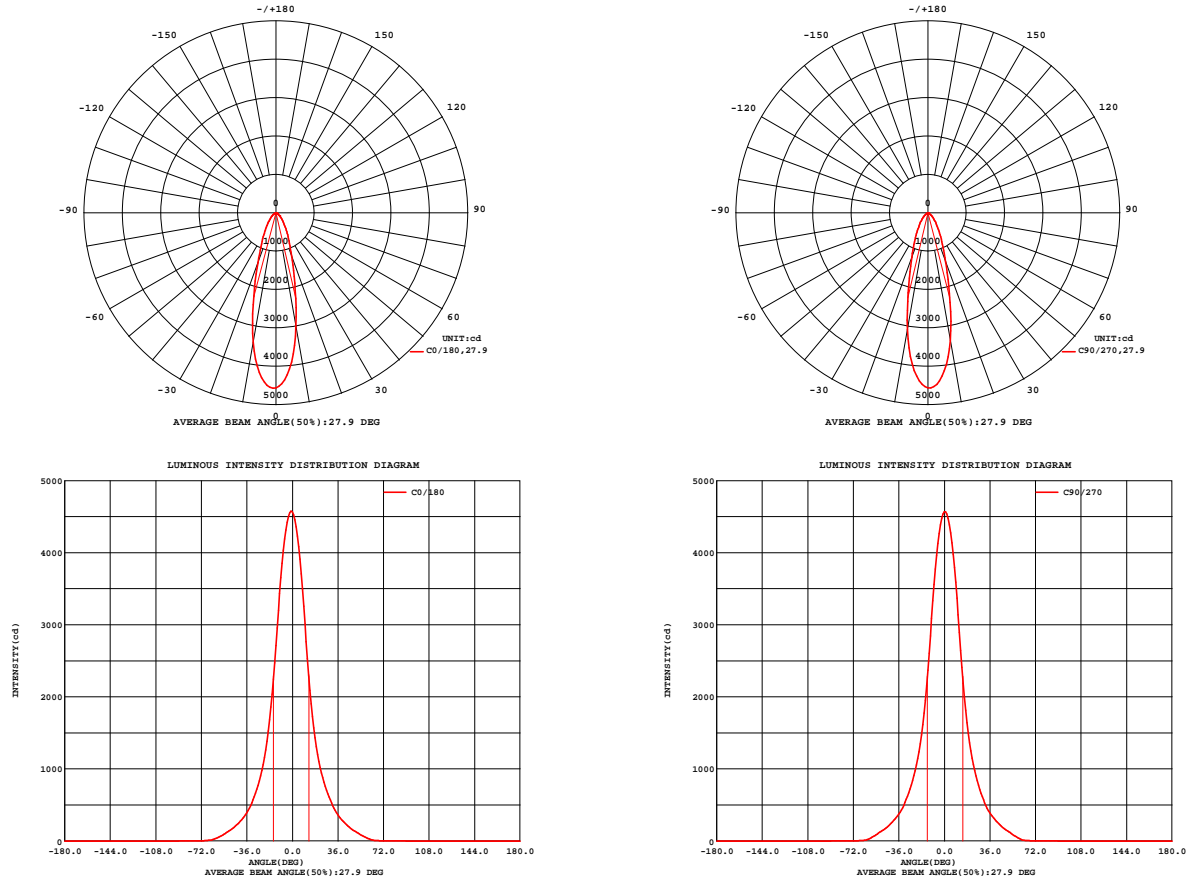 -/+180
-150
150
-120
120
-90
90
0
1000
2000
3000
4000
5000
-60
60
-30
30
0
UNIT:cd
C0/180,27.9
AVERAGE BEAM ANGLE(50%):27.9 DEG
-/+180
-150
150
-120
120
-90
90
0
1000
2000
3000
4000
5000
-60
60
-30
30
0
UNIT:cd
C90/270,27.9
AVERAGE BEAM ANGLE(50%):27.9 DEG
LUMINOUS INTENSITY DISTRIBUTION DIAGRAM
C0/180
INTENSITY(cd)
5000
4000
3000
2000
1000
0
-180.0 -144.0 -108.0 -72.0 -36.0 0.0 36.0 72.0 108.0 144.0 180.0
ANGLE(DEG)
AVERAGE BEAM ANGLE(50%):27.9 DEG
LUMINOUS INTENSITY DISTRIBUTION DIAGRAM
C90/270
INTENSITY(cd)
5000
4000
3000
2000
1000
0
-180.0 -144.0 -108.0 -72.0 -36.0 0.0 36.0 72.0 108.0 144.0 180.0
ANGLE(DEG)
AVERAGE BEAM ANGLE(50%):27.9 DEG